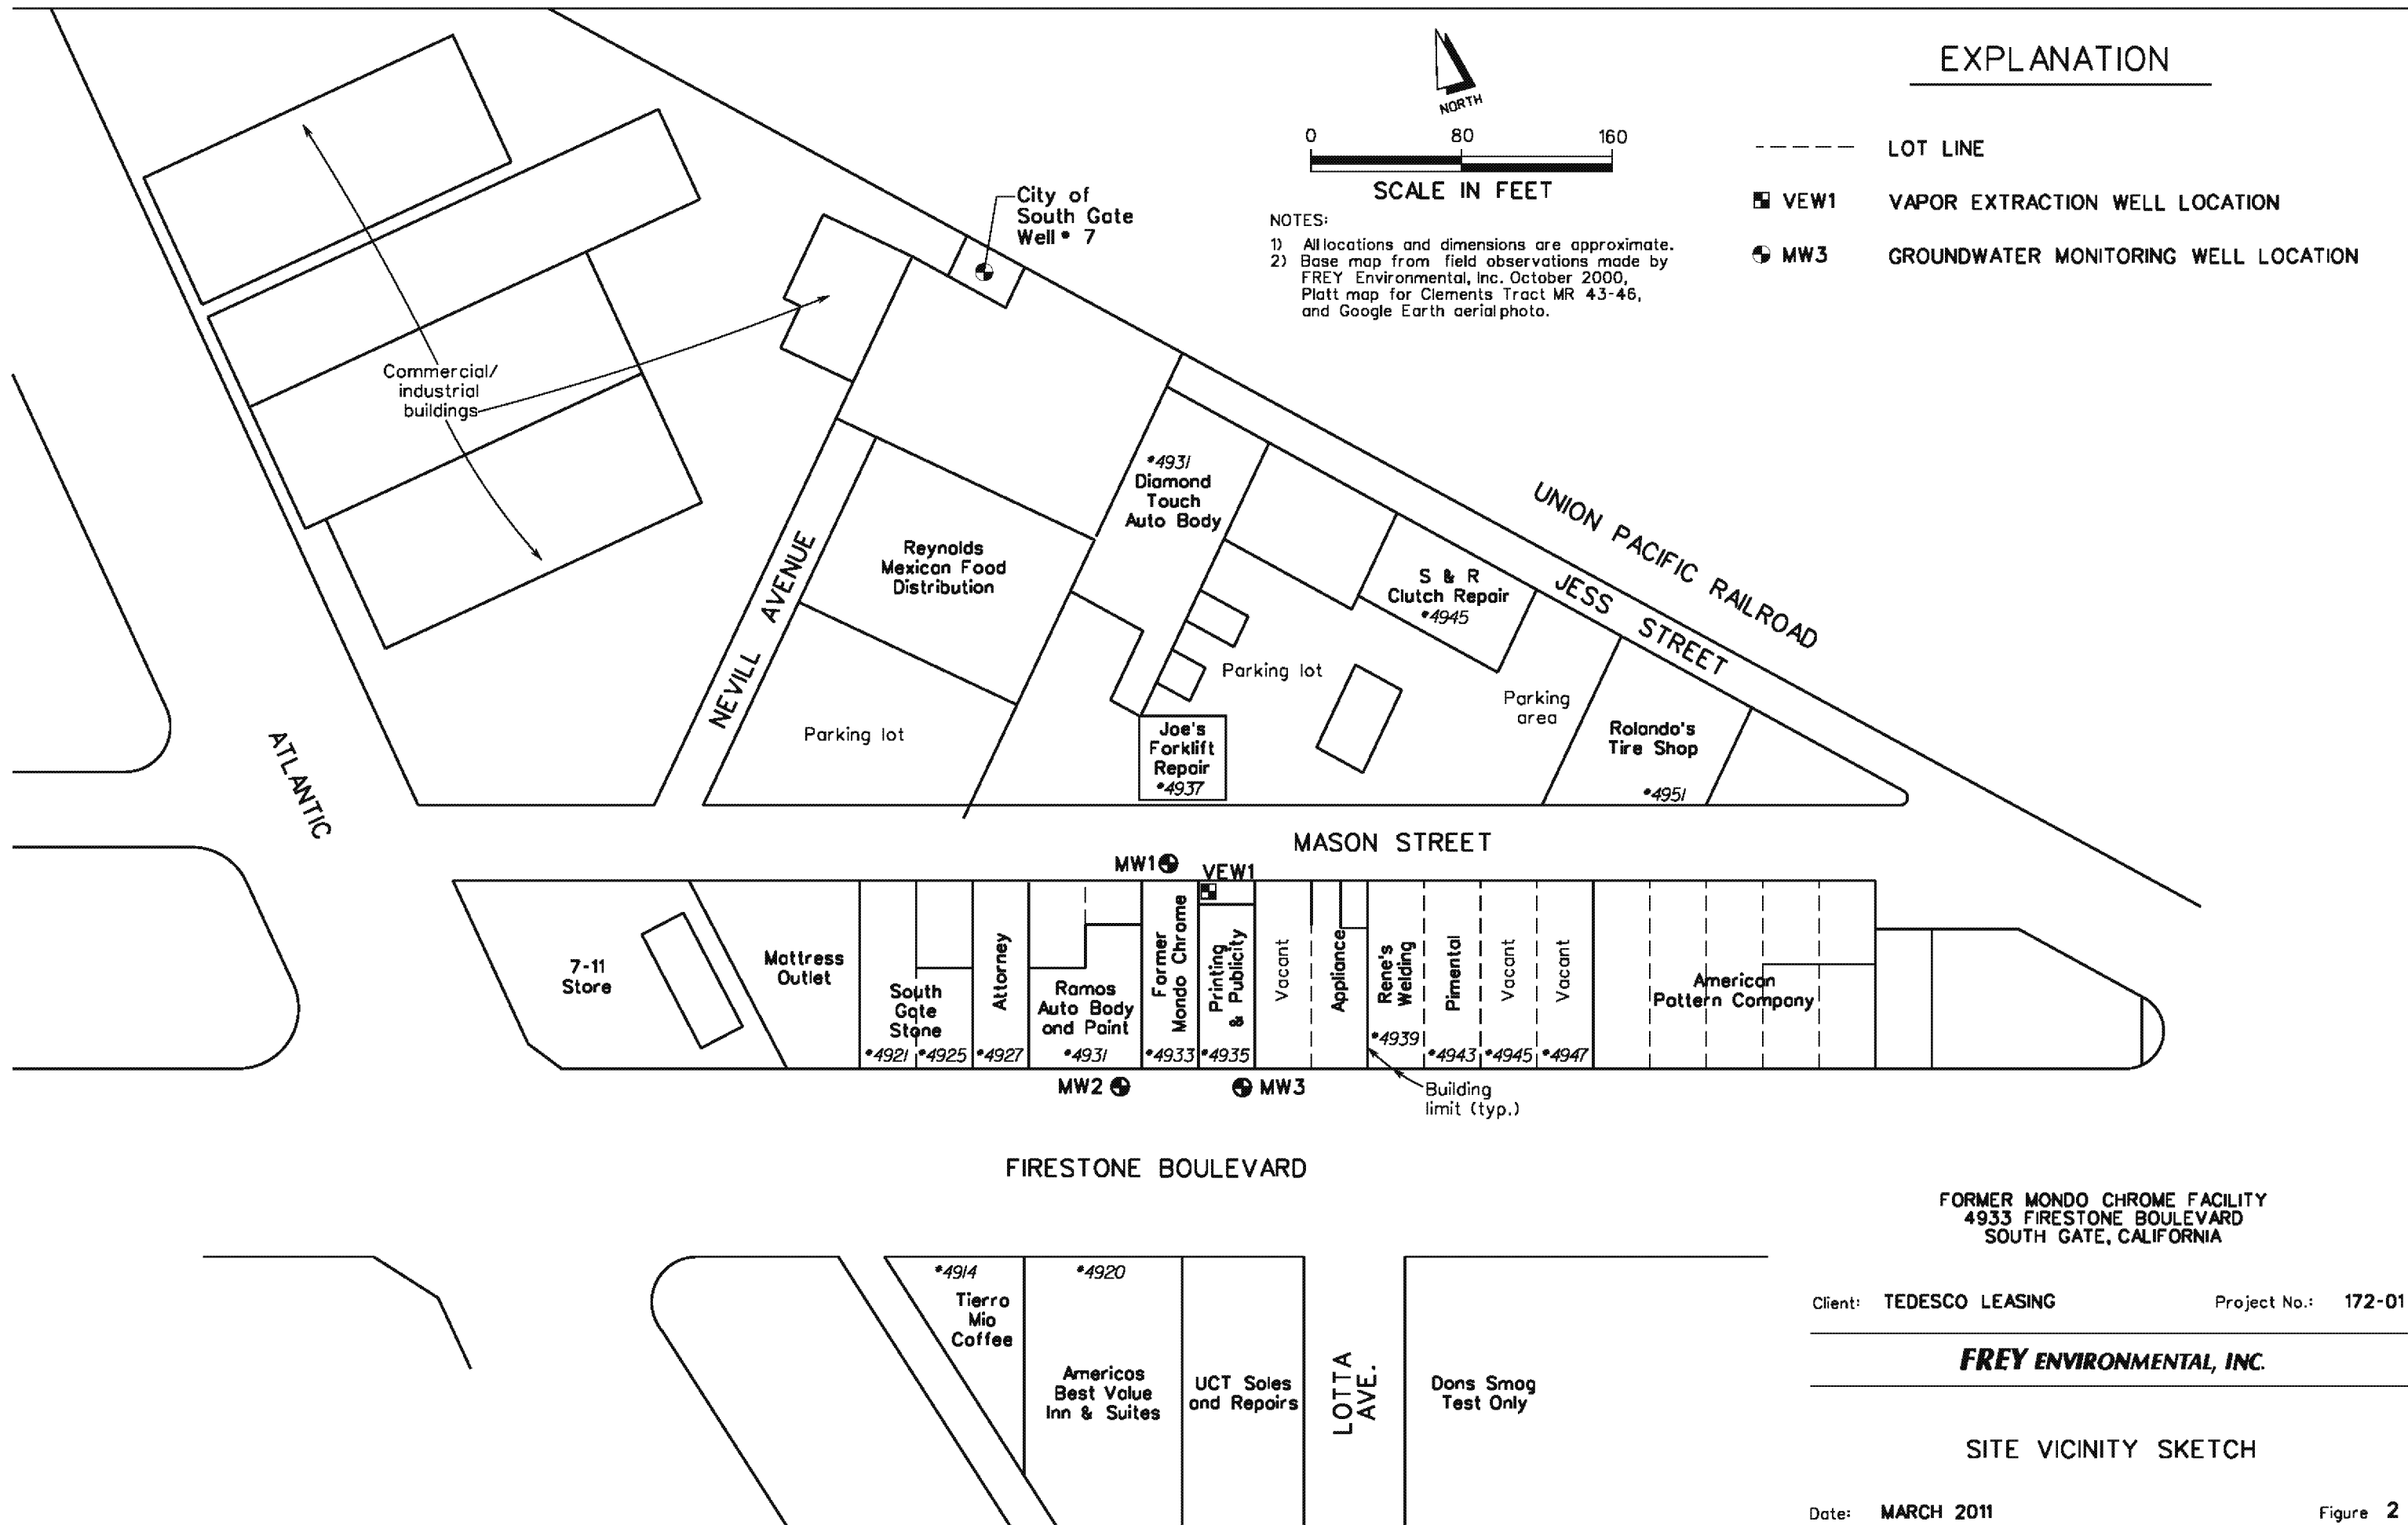 EXPLANATION
NORTH
0 80 160
SCALE IN FEET
NOTES:
1) All locations and dimensions are approximate.
2) Base map from field observations made by
FREY Environmental, Inc. October 2000,
Platt map for Clements Tract MR 43-46,
and Google Earth aerial photo.
LOT LINE
VEW1 VAPOR EXTRACTION WELL LOCATION
MW3 GROUNDWATER MONITORING WELL LOCATION
City of
South Gate
Well # 7
Commercial/
industrial
buildings
#4931
Diamond
Touch
Auto Body
UNION PACIFIC RAILROAD
JESS STREET
NEVILL AVENUE
Reynolds
Mexican Food
Distribution
S & R
Clutch Repair
#4945
Parking lot
Parking
area
Parking lot
Joe's
Forklift
Repair
#4937
Rolando's
Tire Shop
#4951
ATLANTIC
MASON STREET
MW1
VEW1
7-11
Store
Mattress
Outlet
South
Gate
Stone
#4921
#4925
Attorney
#4927
Ramos
Auto Body
and Paint
#4931
Former
Mondo Chrome
#4933
Printing
& Publicity
#4935
Vacant
Appliance
Rene's
Welding
#4939
Pimental
#4943
Vacant
#4945
Vacant
#4947
American
Pattern Company
MW2
MW3
Building
limit (typ.)
FIRESTONE BOULEVARD
#4914
Tierra
Mia
Coffee
#4920
Americas
Best Value
Inn & Suites
UCT Sales
and Repairs
LOTTA
AVE.
Dons Smog
Test Only
FORMER MONDO CHROME FACILITY
4933 FIRESTONE BOULEVARD
SOUTH GATE, CALIFORNIA
Client: TEDESCO LEASING Project No.: 172-01
FREY ENVIRONMENTAL, INC.
SITE VICINITY SKETCH
Date: MARCH 2011 Figure 2